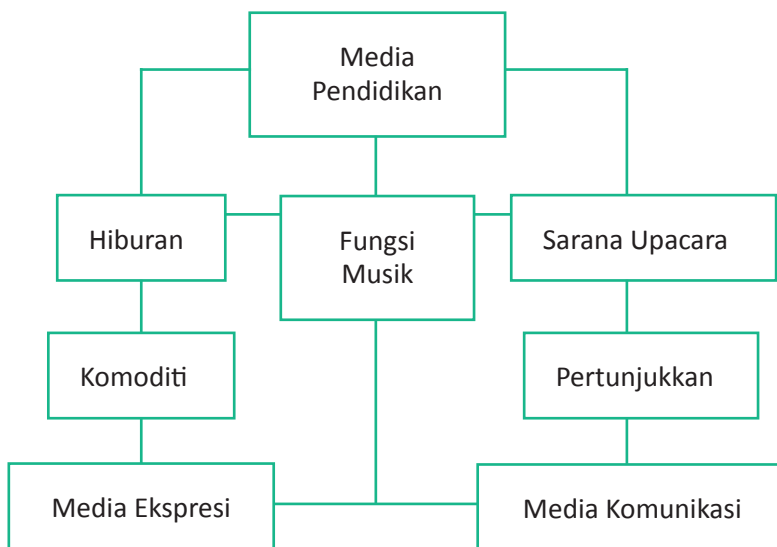 Media
Pendidikan
Hiburan
Fungsi
Musik
Sarana Upacara
Komoditi
Pertunjukkan
Media Ekspresi
Media Komunikasi